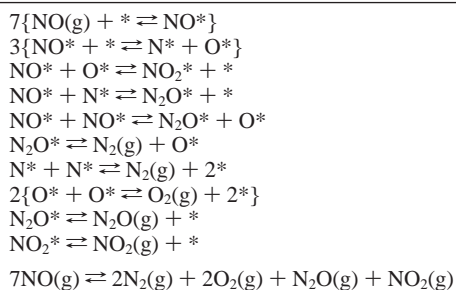 7{NO(g) + * ⇄ NO*}
3{NO* + * ⇄ N* + O*}
NO* + O* ⇄ NO₂* + *
NO* + N* ⇄ N₂O* + *
NO* + NO* ⇄ N₂O* + O*
N₂O* ⇄ N₂(g) + O*
N* + N* ⇄ N₂(g) + 2*
2{O* + O* ⇄ O₂(g) + 2*}
N₂O* ⇄ N₂O(g) + *
NO₂* ⇄ NO₂(g) + *
7NO(g) ⇄ 2N₂(g) + 2O₂(g) + N₂O(g) + NO₂(g)